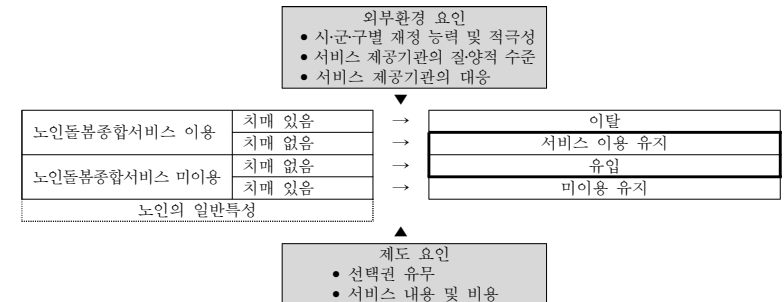 외부환경 요인
● 시·군·구별 재정 능력 및 적극성
● 서비스 제공기관의 질·양적 수준
● 서비스 제공기관의 대응
▼
노인돌봄종합서비스 이용
치매 있음 → 이탈
치매 없음 → 서비스 이용 유지
노인돌봄종합서비스 미이용
치매 없음 → 유입
치매 있음 → 미이용 유지
노인의 일반특성
▲
제도 요인
● 선택권 유무
● 서비스 내용 및 비용